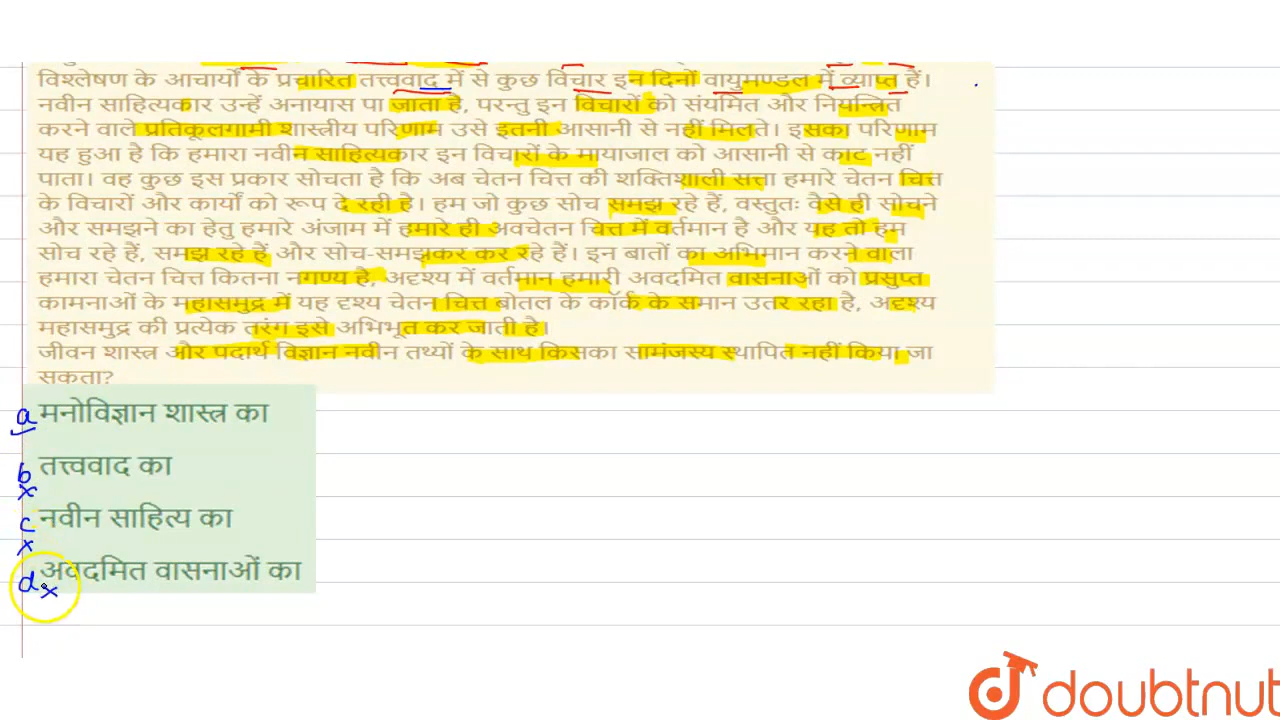 विश्लेषण के आचार्यों के प्रचारित तत्त्ववाद में से कुछ विचार इन दिनों वायुमण्डल में व्याप्त हैं।
नवीन साहित्यकार उन्हें अनायास पा जाता है, परन्तु इन विचारों को संयमित और नियन्त्रित
करने वाले प्रतिकूलगामी शास्त्रीय परिणाम उसे इतनी आसानी से नहीं मिलते। इसका परिणाम
यह हुआ है कि हमारा नवीन साहित्यकार इन विचारों के मायाजाल को आसानी से काट नहीं
पाता। वह कुछ इस प्रकार सोचता है कि अब चेतन चित्त की शक्तिशाली सत्ता हमारे चेतन चित्त
के विचारों और कार्यों को रूप दे रही है। हम जो कुछ सोच समझ रहे हैं, वस्तुतः वैसे ही सोचने
और समझने का हेतु हमारे अंजाम में हमारे ही अवचेतन चित्त में वर्तमान है और यह तो हम
सोच रहे हैं, समझ रहे हैं और सोच-समझकर कर रहे हैं। इन बातों का अभिमान करने वाला
हमारा चेतन चित्त कितना नगण्य है, अदृश्य में वर्तमान हमारी अवदमित वासनाओं को प्रसुप्त
कामनाओं के महासमुद्र में यह दृश्य चेतन चित्त बोतल के कॉर्क के समान उतर रहा है, अदृश्य
महासमुद्र की प्रत्येक तरंग इसे अभिभूत कर जाती है।
जीवन शास्त्र और पदार्थ विज्ञान नवीन तथ्यों के साथ किसका सामंजस्य स्थापित नहीं किया जा
सकता?
a मनोविज्ञान शास्त्र का
b तत्त्ववाद का
c नवीन साहित्य का
d अवदमित वासनाओं का
doubtnut